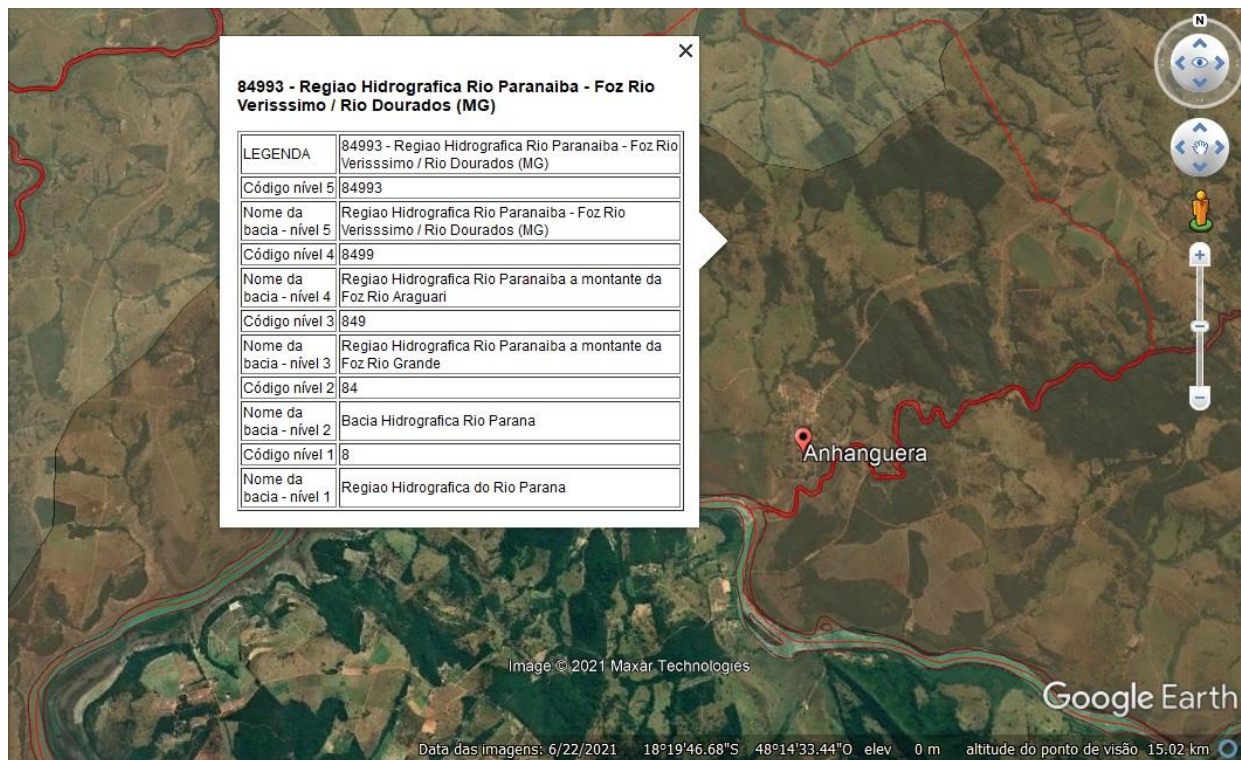 N
84993 - Regiao Hidrografica Rio Paranaiba - Foz Rio
Verisssimo / Rio Dourados (MG)
LEGENDA
84993 - Regiao Hidrografica Rio Paranaiba - Foz Rio
Verisssimo / Rio Dourados (MG)
Código nível 5 84993
Nome da
bacia - nível 5
Regiao Hidrografica Rio Paranaiba - Foz Rio
Verisssimo / Rio Dourados (MG)
Código nível 4 8499
Nome da
bacia - nível 4
Regiao Hidrografica Rio Paranaiba a montante da
Foz Rio Araguari
Código nível 3 849
Nome da
bacia - nível 3
Regiao Hidrografica Rio Paranaiba a montante da
Foz Rio Grande
Código nível 2 84
Nome da
bacia - nível 2
Bacia Hidrografica Rio Parana
Código nível 1 8
Nome da
bacia - nível 1
Regiao Hidrografica do Rio Parana
Anhanguera
Image © 2021 Maxar Technologies
Google Earth
Data das imagens: 6/22/2021 18°19'46.68"S 48°14'33.44"O elev 0 m altitude do ponto de visão 15.02 km